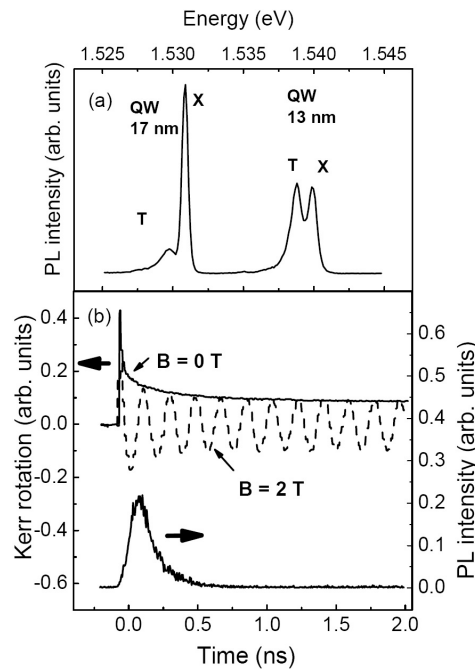 Energy (eV)
1.525 1.530 1.535 1.540 1.545
PL intensity (arb. units)
(a)
QW
17 nm
X
T
QW
13 nm
T
X
(b)
Kerr rotation (arb. units)
0.4
0.2
0.0
-0.2
-0.4
-0.6
B = 0 T
B = 2 T
0.6
0.5
0.4
0.3
0.2
0.1
0.0
PL intensity (arb. units)
0.0 0.5 1.0 1.5 2.0
Time (ns)